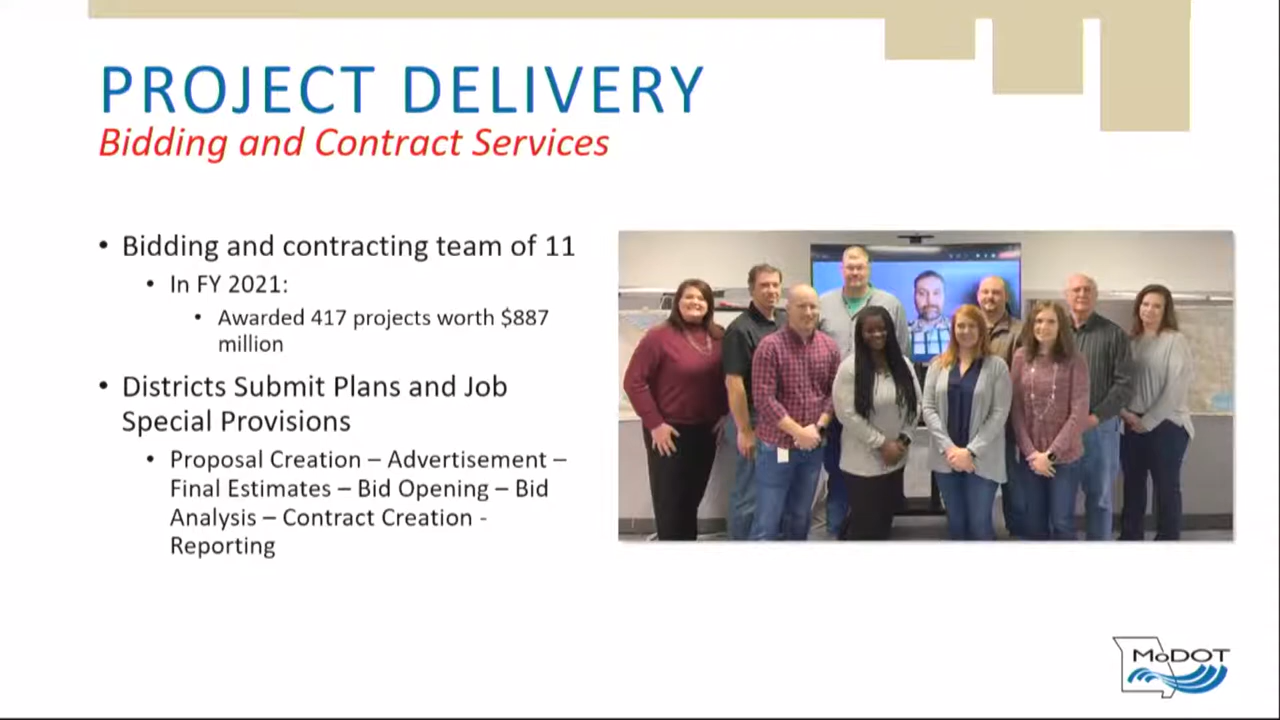 PROJECT DELIVERY
Bidding and Contract Services
• Bidding and contracting team of 11
• In FY 2021:
• Awarded 417 projects worth $887
million
• Districts Submit Plans and Job
Special Provisions
• Proposal Creation – Advertisement –
Final Estimates – Bid Opening – Bid
Analysis – Contract Creation -
Reporting
MoDOT